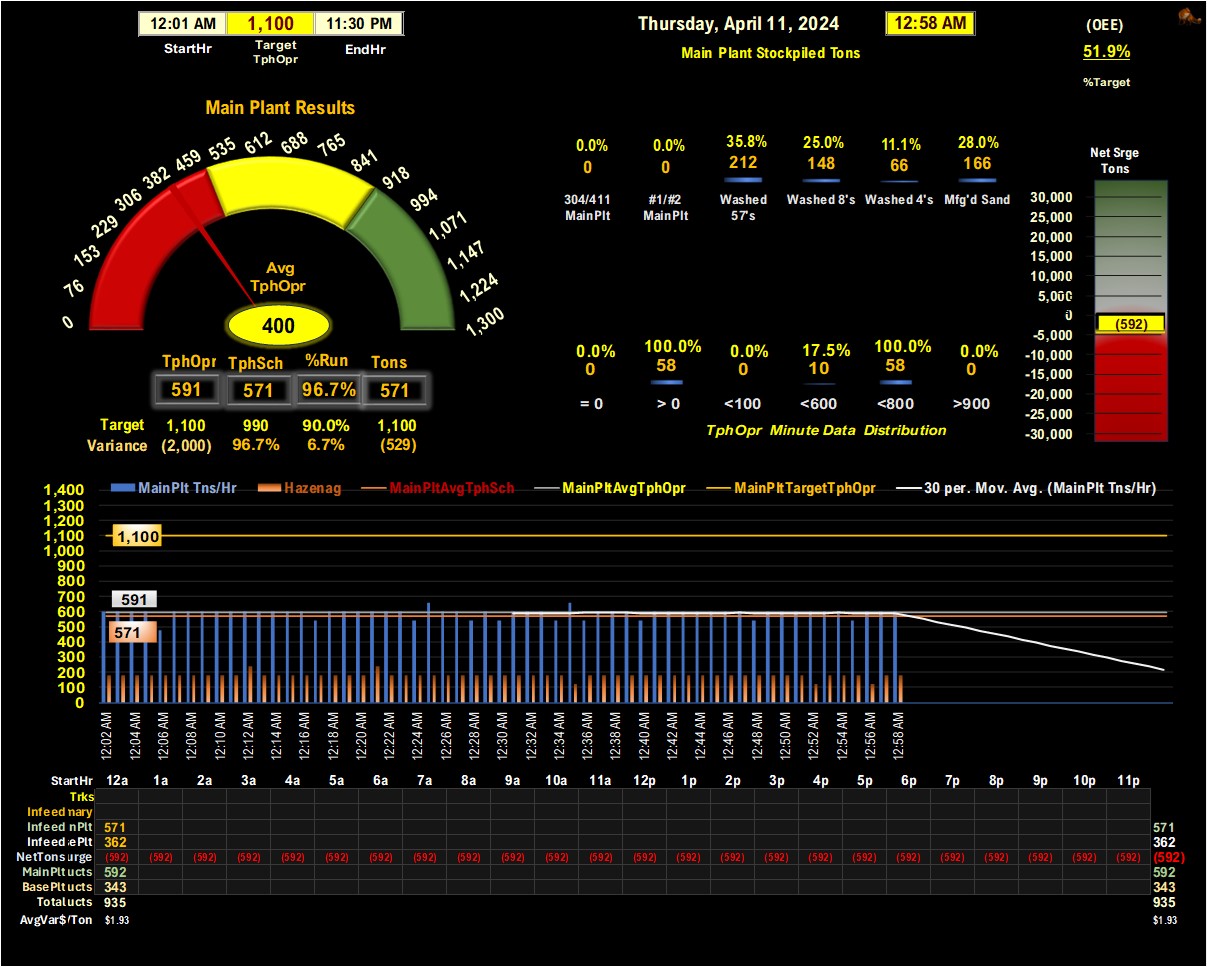 12:01 AM 1,100 11:30 PM
StartHr Target TphOpr EndHr
Thursday, April 11, 2024 12:58 AM
Main Plant Stockpiled Tons
(OEE)
51.9%
%Target
Main Plant Results
0 76 153 229 306 382 459 535 612 688 765 841 918 994 1,071 1,147 1,224 1,300
Avg
TphOpr
400
TphOpr TphSch %Run Tons
591 571 96.7% 571
Target 1,100 990 90.0% 1,100
Variance (2,000) 96.7% 6.7% (529)
0.0% 0.0% 35.8% 25.0% 11.1% 28.0%
0 0 212 148 66 166
304/411 #1/#2 Washed Washed 8's Washed 4's Mfg'd Sand
MainPlt MainPlt 57's
0.0% 100.0% 0.0% 17.5% 100.0% 0.0%
0 58 0 10 58 0
= 0 > 0 <100 <600 <800 >900
TphOpr Minute Data Distribution
Net Srge
Tons
30,000
25,000
20,000
15,000
10,000
5,000
0
(592)
-5,000
-10,000
-15,000
-20,000
-25,000
-30,000
MainPlt Tns/Hr Hazenag MainPltAvgTphSch MainPltAvgTphOpr MainPltTargetTphOpr 30 per. Mov. Avg. (MainPlt Tns/Hr)
1,400
1,300
1,200
1,100
1,100
1,000
900
800
700
591
600
500
571
400
300
200
100
0
12:02 AM 12:04 AM 12:06 AM 12:08 AM 12:10 AM 12:12 AM 12:14 AM 12:16 AM 12:18 AM 12:20 AM 12:22 AM 12:24 AM 12:26 AM 12:28 AM 12:30 AM 12:32 AM 12:34 AM 12:36 AM 12:38 AM 12:40 AM 12:42 AM 12:44 AM 12:46 AM 12:48 AM 12:50 AM 12:52 AM 12:54 AM 12:56 AM 12:58 AM
StartHr 12a 1a 2a 3a 4a 5a 6a 7a 8a 9a 10a 11a 12p 1p 2p 3p 4p 5p 6p 7p 8p 9p 10p 11p
Trks
Infeed mary
Infeed nPlt 571 571
Infeed ePlt 362 362
NetTons urge (592) (592) (592) (592) (592) (592) (592) (592) (592) (592) (592) (592) (592) (592) (592) (592) (592) (592) (592) (592) (592) (592) (592) (592) (592)
MainPlt ucts 592 592
BasePlt ucts 343 343
Total ucts 935 935
AvgVar$/Ton $1.93 $1.93